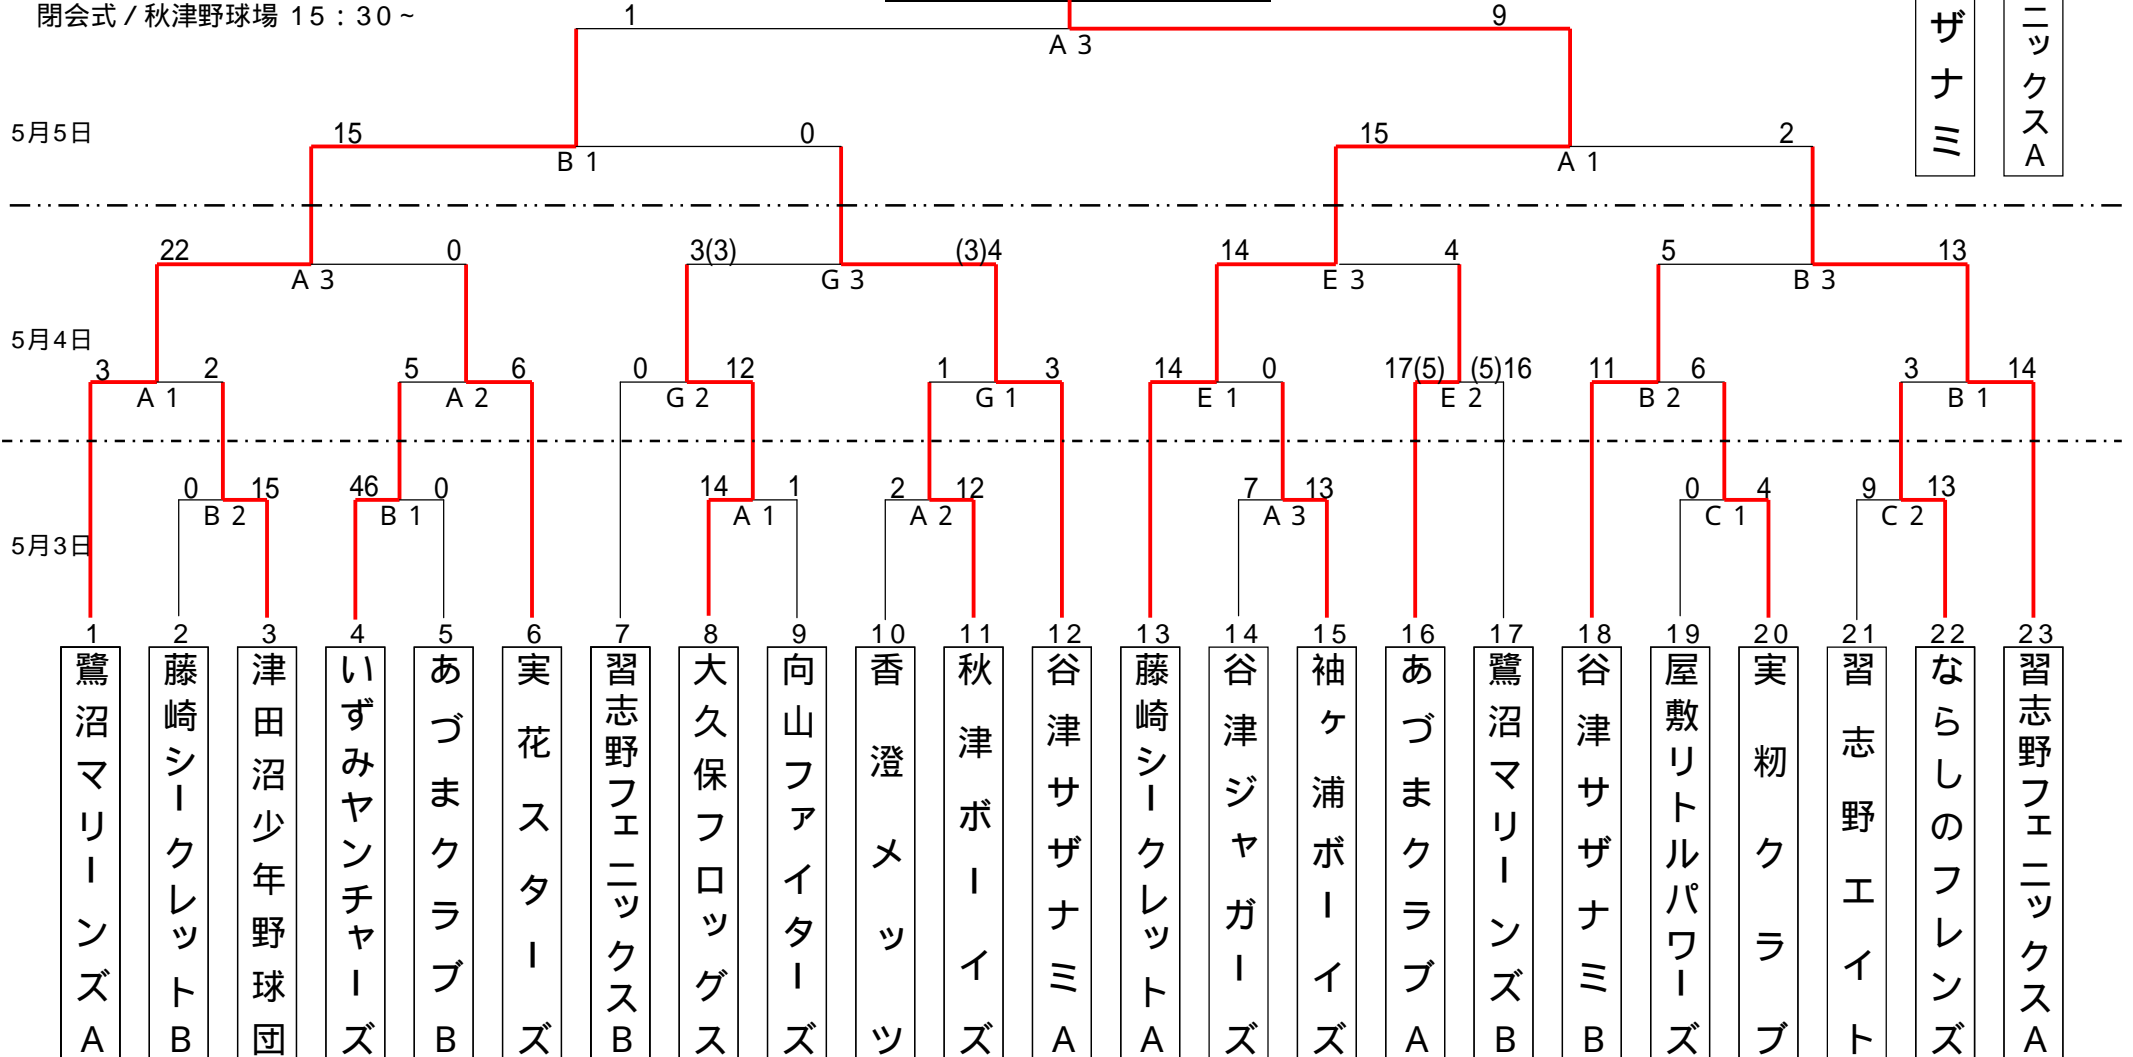 閉会式 / 秋津野球場 15：30～
1
9
A 3
ザナミ
ニックスA
5月5日
15
0
15
2
B 1
A 1
22
0
3(3)
(3)4
14
4
5
13
A 3
G 3
E 3
B 3
5月4日
3
2
5
6
0
12
1
3
14
0
17(5)
(5)16
11
6
3
14
A 1
A 2
G 2
G 1
E 1
E 2
B 2
B 1
0
15
46
0
14
1
2
12
7
13
0
4
9
13
B 2
B 1
A 1
A 2
A 3
C 1
C 2
5月3日
1
2
3
4
5
6
7
8
9
10
11
12
13
14
15
16
17
18
19
20
21
22
23
鷺沼マリーンズA
藤崎シークレットB
津田沼少年野球団
いずみヤンチャーズ
あづまクラブB
実花スターズ
習志野フェニックスB
大久保フロッグス
向山ファイターズ
香澄メッツ
秋津ボーイズ
谷津サザナミA
藤崎シークレットA
谷津ジャガーズ
袖ヶ浦ボーイズ
あづまクラブA
鷺沼マリーンズB
谷津サザナミB
屋敷リトルパワーズ
実籾クラブ
習志野エイト
ならしのフレンズ
習志野フェニックスA